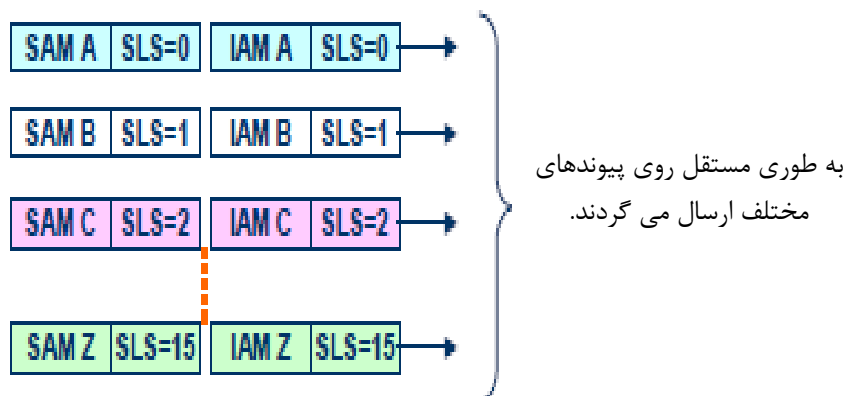 SAM A SLS=0 IAM A SLS=0
SAM B SLS=1 IAM B SLS=1
SAM C SLS=2 IAM C SLS=2
SAM Z SLS=15 IAM Z SLS=15
به طوری مستقل روی پیوندهای
مختلف ارسال می گردند.